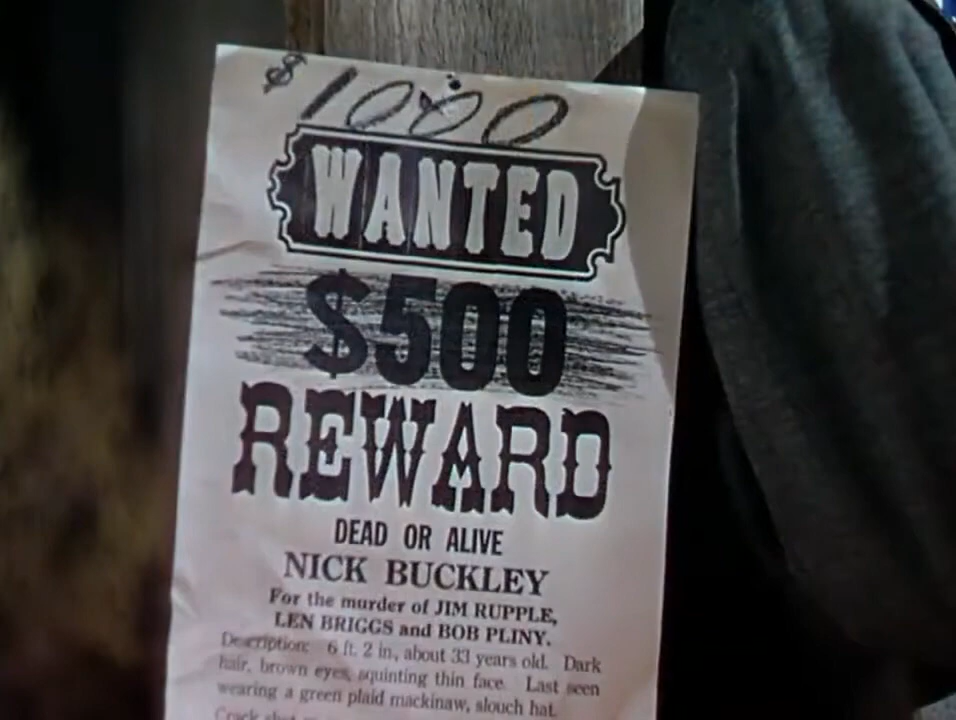 $1000
WANTED
$500
REWARD
DEAD OR ALIVE
NICK BUCKLEY
For the murder of JIM RUPPLE,
LEN BRIGGS and BOB PLINY.
Description: 6 ft. 2 in., about 33 years old. Dark
hair, brown eyes, squinting thin face. Last seen
wearing a green plaid mackinaw, slouch hat.
Crack shot